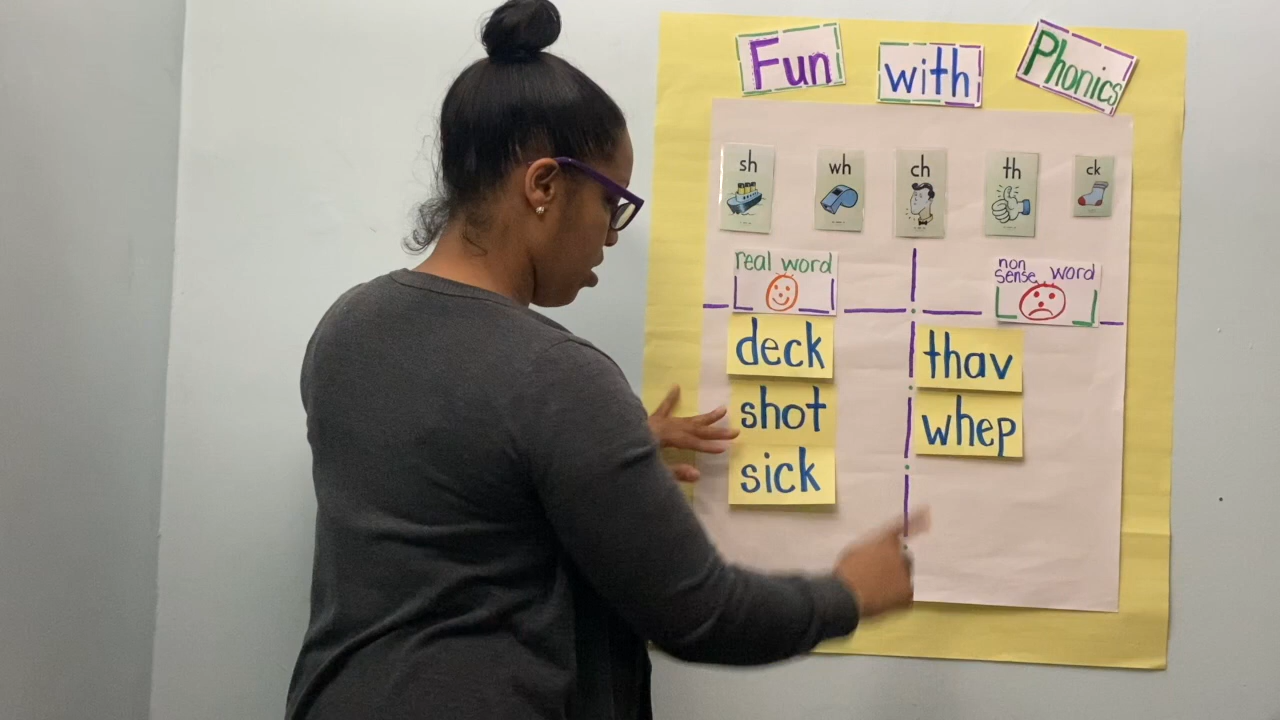 Fun with Phonics
sh wh ch th ck
real word
non
sense word
deck
shot
sick
thav
whep